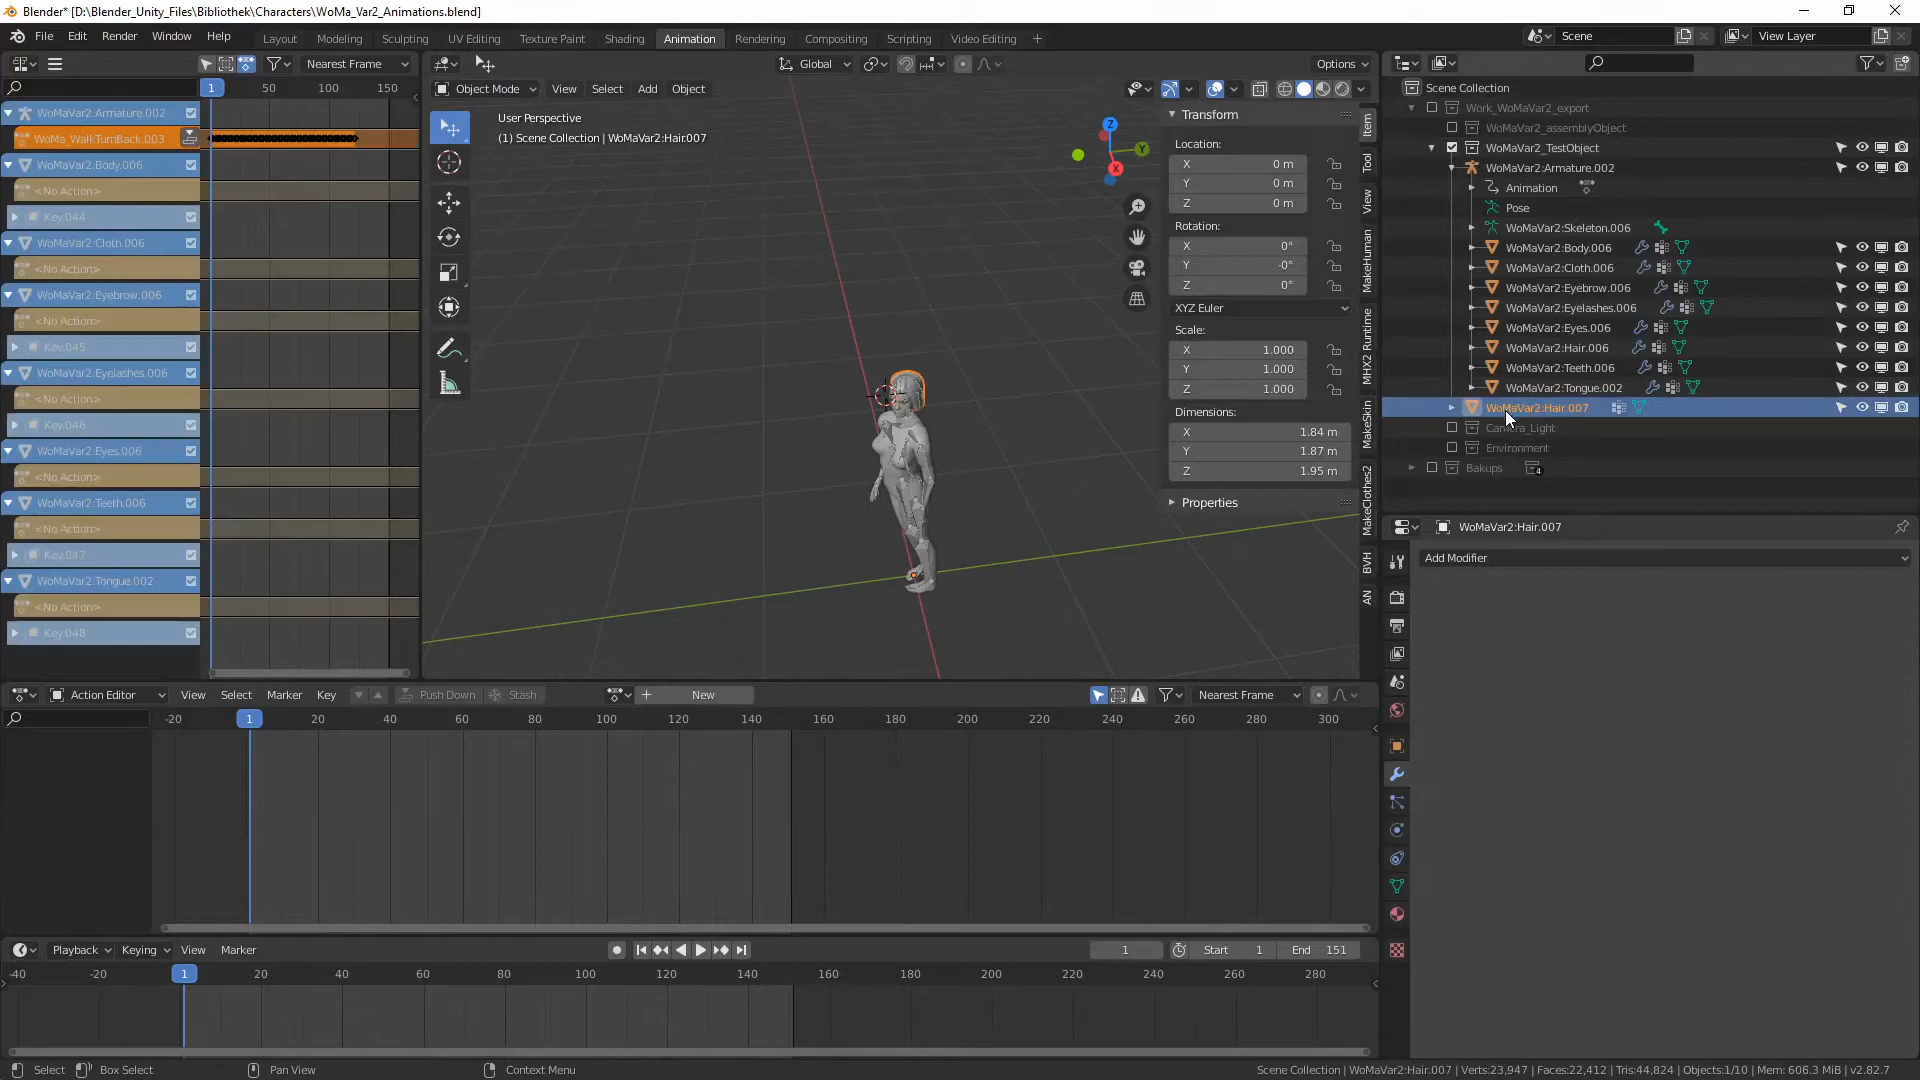 Blender* [D:\Blender_Unity_Files\Bibliothek\Characters\WoMa_Var2_Animations.blend]
File Edit Render Window Help Layout Modeling Sculpting UV Editing Texture Paint Shading Animation Rendering Compositing Scripting Video Editing + Scene View Layer
Nearest Frame Global Options
1 50 100 150 Object Mode View Select Add Object
WoMaVar2:Armature.002
WoMa_WalkTurnBack.003
WoMaVar2:Body.006
<No Action>
Key.044
WoMaVar2:Cloth.006
<No Action>
WoMaVar2:Eyebrow.006
<No Action>
Key.045
WoMaVar2:Eyelashes.006
<No Action>
Key.046
WoMaVar2:Eyes.006
<No Action>
WoMaVar2:Teeth.006
<No Action>
Key.047
WoMaVar2:Tongue.002
<No Action>
Key.048
User Perspective
(1) Scene Collection | WoMaVar2:Hair.007
Z
Y
X
Transform
Location:
X 0 m
Y 0 m
Z 0 m
Rotation:
X 0°
Y -0°
Z 0°
XYZ Euler
Scale:
X 1.000
Y 1.000
Z 1.000
Dimensions:
X 1.84 m
Y 1.87 m
Z 1.95 m
Properties
Item
Tool
View
MakeHuman
MHX2 Runtime
MakeSkin
MakeClothes2
BVH
AN
Scene Collection
Work_WoMaVar2_export
WoMaVar2_assemblyObject
WoMaVar2_TestObject
WoMaVar2:Armature.002
Animation
Pose
WoMaVar2:Skeleton.006
WoMaVar2:Body.006
WoMaVar2:Cloth.006
WoMaVar2:Eyebrow.006
WoMaVar2:Eyelashes.006
WoMaVar2:Eyes.006
WoMaVar2:Hair.006
WoMaVar2:Teeth.006
WoMaVar2:Tongue.002
WoMaVar2:Hair.007
Camera_Light
Environment
Bakups 4
WoMaVar2:Hair.007
Add Modifier
Action Editor View Select Marker Key Push Down Stash + New Nearest Frame
-20 1 20 40 60 80 100 120 140 160 180 200 220 240 260 280 300
Playback Keying View Marker 1 Start 1 End 151
-40 -20 1 20 40 60 80 100 120 140 160 180 200 220 240 260 280
Select Box Select Pan View Context Menu Scene Collection | WoMaVar2:Hair.007 | Verts:23,947 | Faces:22,412 | Tris:44,824 | Objects:1/10 | Mem: 606.3 MiB | v2.82.7